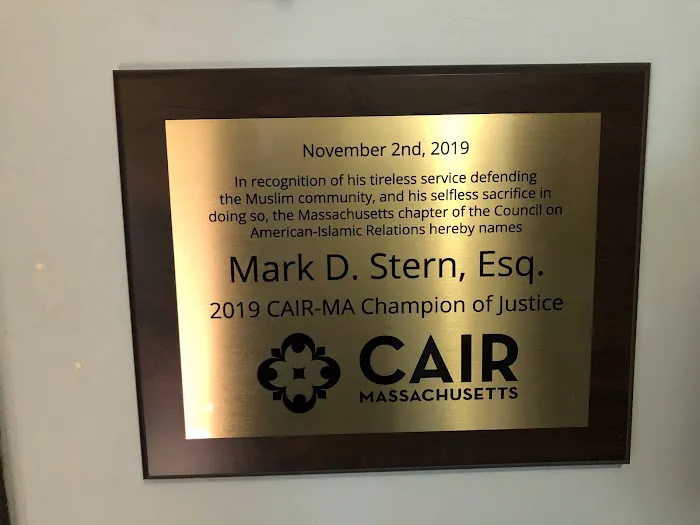 November 2nd, 2019
In recognition of his tireless service defending
the Muslim community, and his selfless sacrifice in
doing so, the Massachusetts chapter of the Council on
American-Islamic Relations hereby names
Mark D. Stern, Esq.
2019 CAIR-MA Champion of Justice
CAIR
MASSACHUSETTS